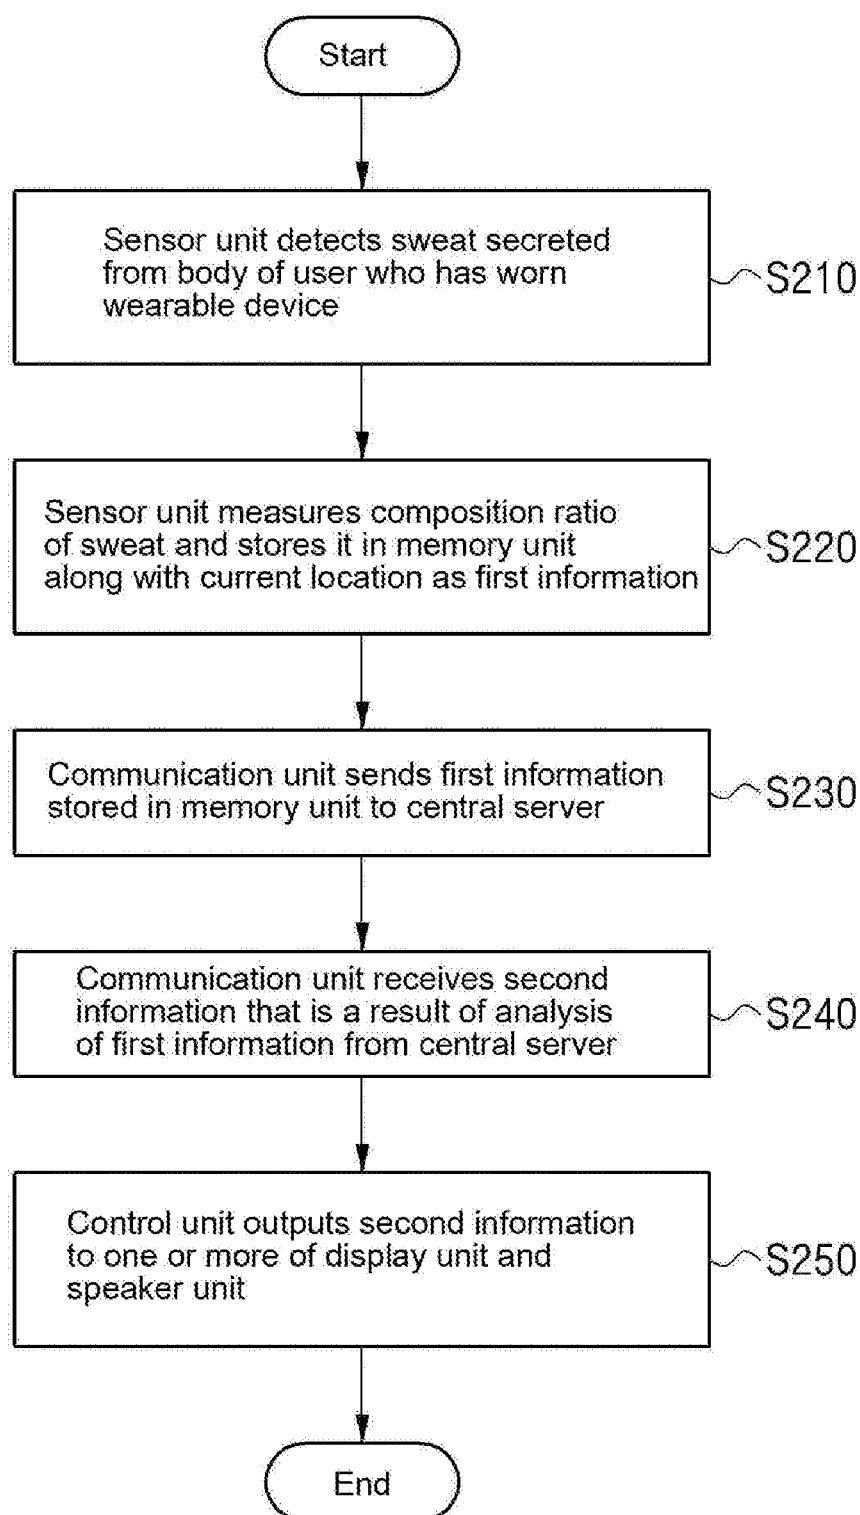 Start
Sensor unit detects sweat secreted
from body of user who has worn
wearable device
S210
Sensor unit measures composition ratio
of sweat and stores it in memory unit
along with current location as first information
S220
Communication unit sends first information
stored in memory unit to central server
S230
Communication unit receives second
information that is a result of analysis
of first information from central server
S240
Control unit outputs second information
to one or more of display unit and
speaker unit
S250
End